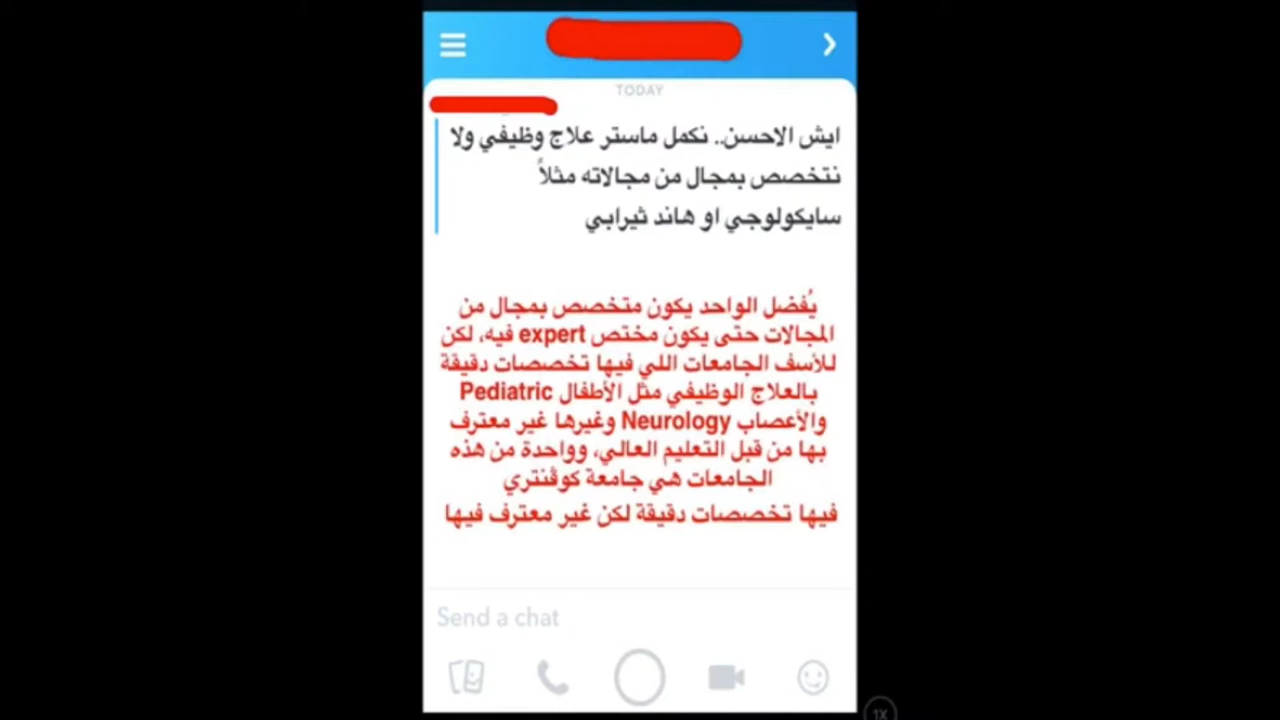 TODAY
ايش الاحسن.. نكمل ماستر علاج وظيفي ولا
نتخصص بمجال من مجالاته مثلاً
سايكولوجي او هاند ثيرابي
يُفضل الواحد يكون متخصص بمجال من
المجالات حتى يكون مختص expert فيه، لكن
للأسف الجامعات اللي فيها تخصصات دقيقة
بالعلاج الوظيفي مثل الأطفال Pediatric
والأعصاب Neurology وغيرها غير معترف
بها من قبل التعليم العالي، وواحدة من هذه
الجامعات هي جامعة كوڤنتري
فيها تخصصات دقيقة لكن غير معترف فيها
Send a chat
1X